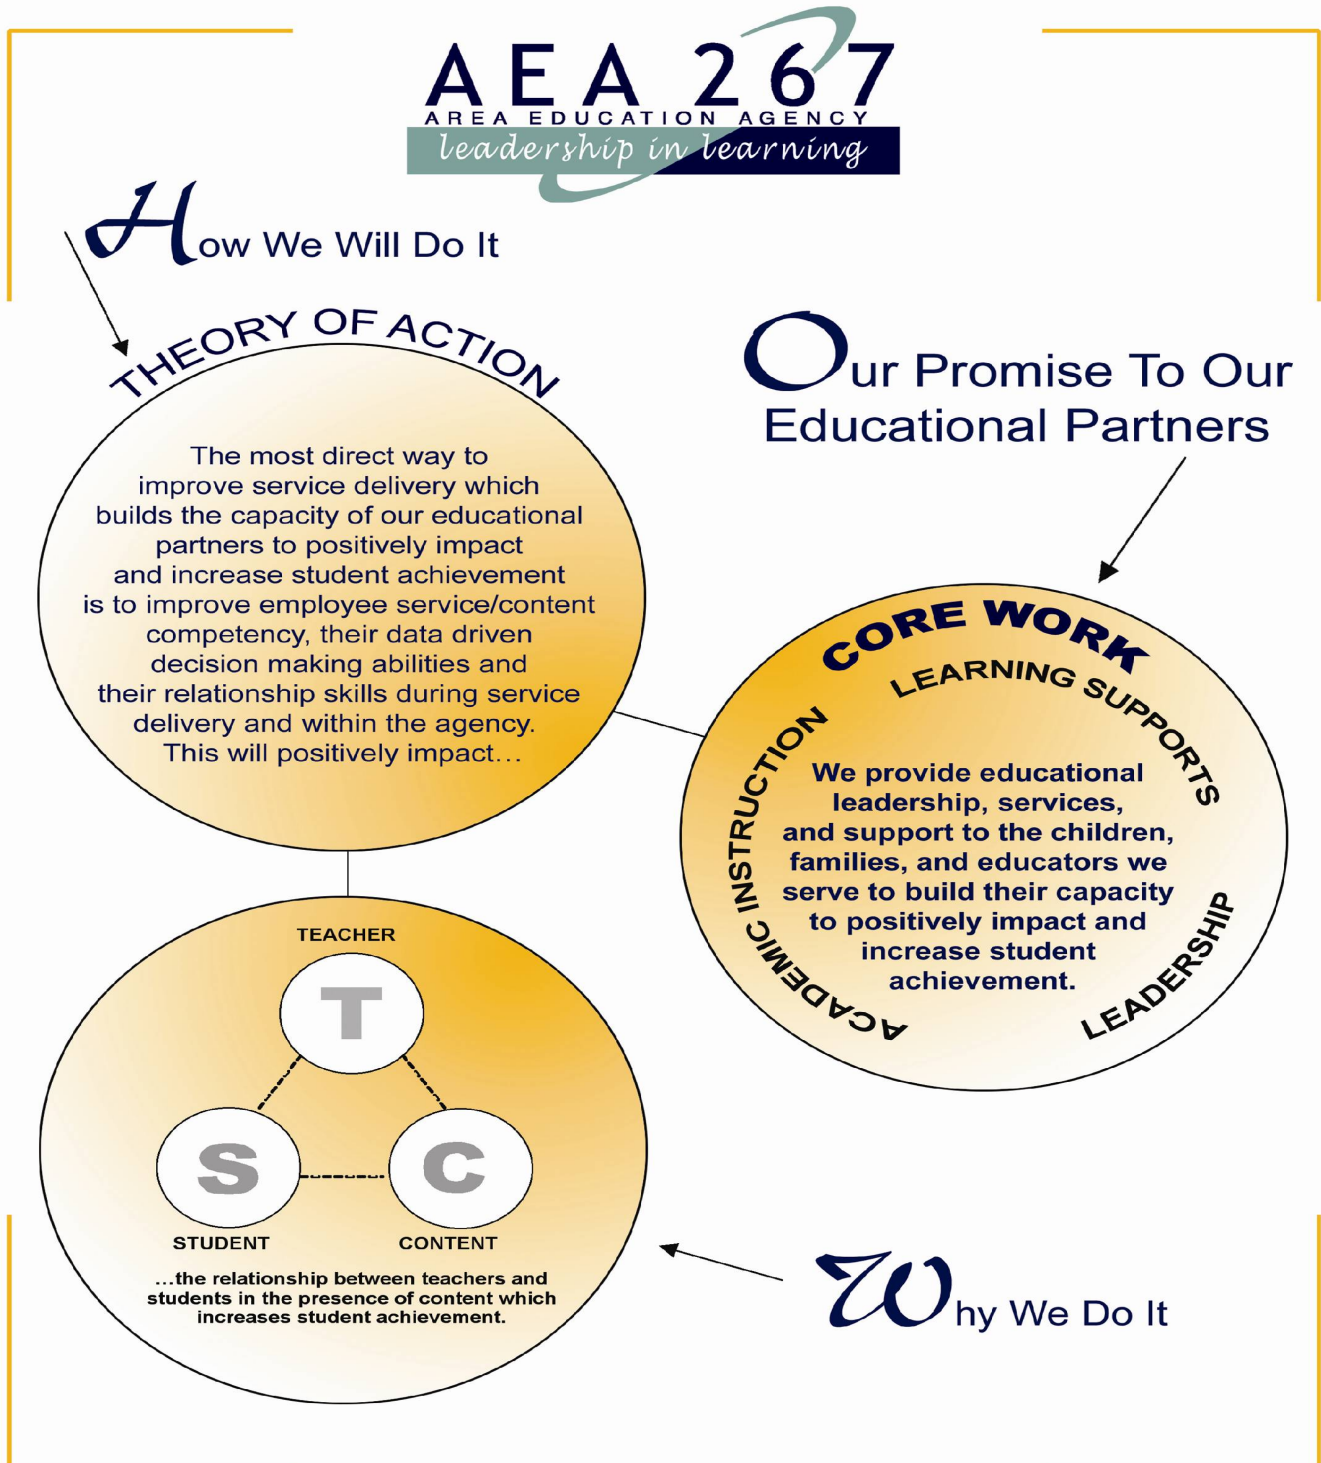 AEA 267
AREA EDUCATION AGENCY
leadership in learning
How We Will Do It
THEORY OF ACTION
The most direct way to
improve service delivery which
builds the capacity of our educational
partners to positively impact
and increase student achievement
is to improve employee service/content
competency, their data driven
decision making abilities and
their relationship skills during service
delivery and within the agency.
This will positively impact...
Our Promise To Our
Educational Partners
CORE WORK
LEARNING SUPPORTS
ACADEMIC INSTRUCTION
LEADERSHIP
We provide educational
leadership, services,
and support to the children,
families, and educators we
serve to build their capacity
to positively impact and
increase student
achievement.
TEACHER
T
S
C
STUDENT
CONTENT
...the relationship between teachers and
students in the presence of content which
increases student achievement.
Why We Do It